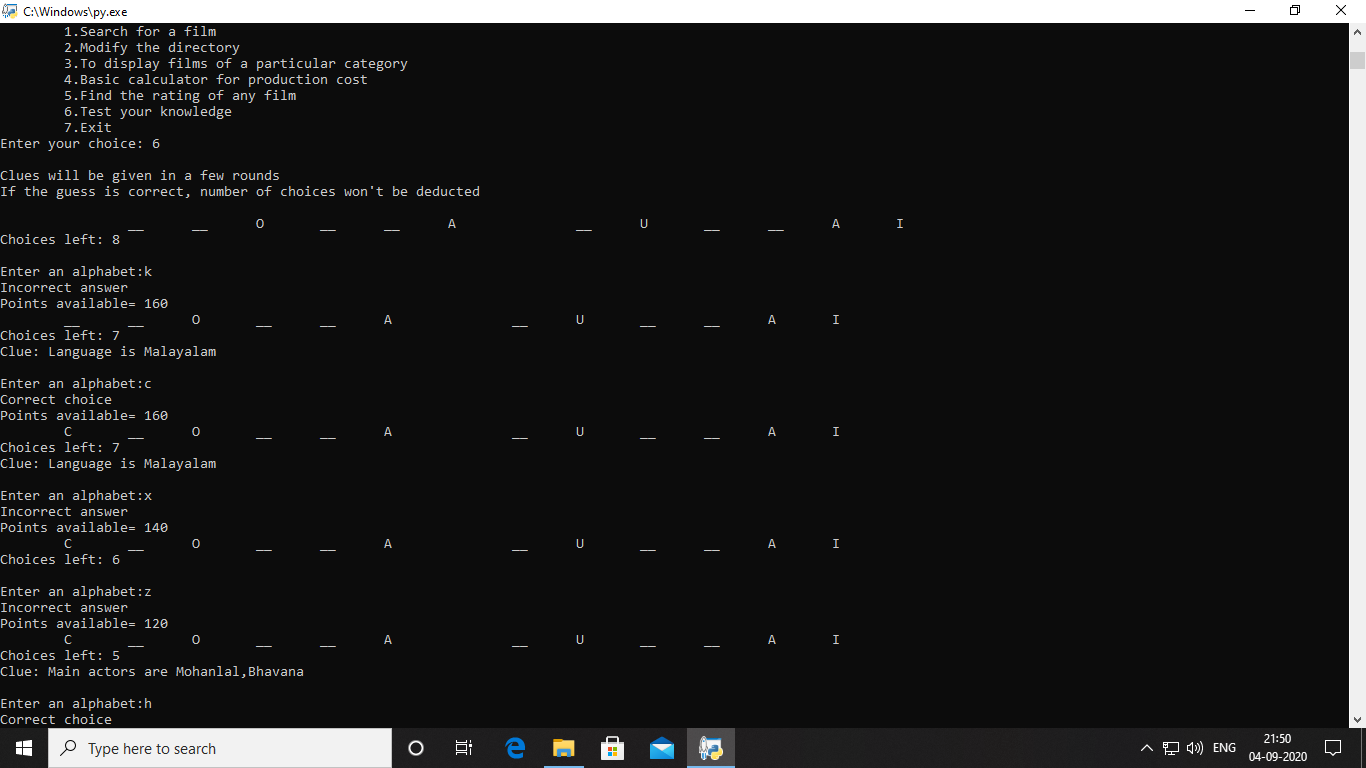 C:\Windows\py.exe
1.Search for a film
2.Modify the directory
3.To display films of a particular category
4.Basic calculator for production cost
5.Find the rating of any film
6.Test your knowledge
7.Exit
Enter your choice: 6
Clues will be given in a few rounds
If the guess is correct, number of choices won't be deducted
__ __ O __ __ A __ U __ __ A I
Choices left: 8
Enter an alphabet:k
Incorrect answer
Points available= 160
__ __ O __ __ A __ U __ __ A I
Choices left: 7
Clue: Language is Malayalam
Enter an alphabet:c
Correct choice
Points available= 160
C __ O __ __ A __ U __ __ A I
Choices left: 7
Clue: Language is Malayalam
Enter an alphabet:x
Incorrect answer
Points available= 140
C __ O __ __ A __ U __ __ A I
Choices left: 6
Enter an alphabet:z
Incorrect answer
Points available= 120
C __ O __ __ A __ U __ __ A I
Choices left: 5
Clue: Main actors are Mohanlal,Bhavana
Enter an alphabet:h
Correct choice
Type here to search
ENG
21:50
04-09-2020